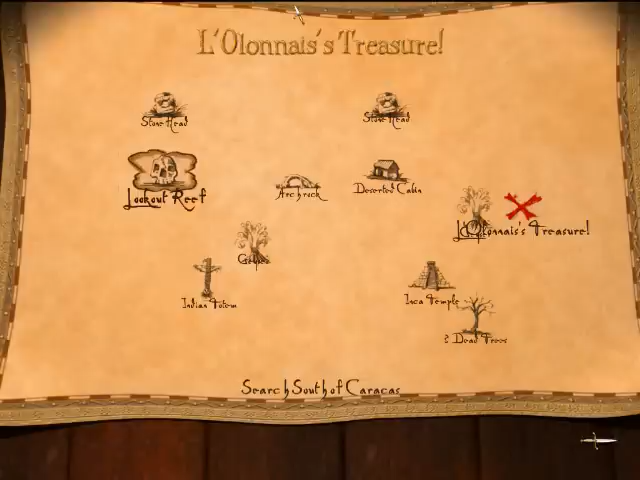 L'Olonnais's Treasure!
Stone Head
Stone Head
Lookout Reef
Arch rock
Deserted Cabin
L'Olonnais's Treasure!
Indian Totem
Inca Temple
2 Dead Trees
Search South of Caracas